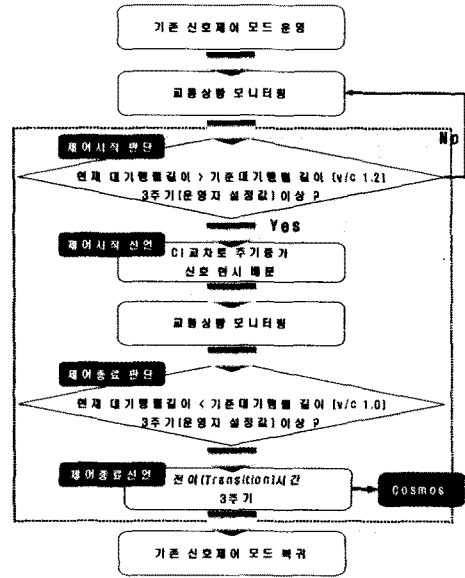 기존 신호제어 모드 운영
교통상황 모니터링
No
제어시작 판단
현재 대기행렬길이 > 기준대기행렬 길이 (v/c 1.2)
3주기(운영자 설정값) 이상 ?
Yes
제어시작 선언
CI교차로 주기증가
신호 현시 배분
교통상황 모니터링
제어종료 판단
현재 대기행렬길이 < 기준대기행렬 길이 (v/c 1.0)
3주기(운영자 설정값) 이상 ?
제어종료선언
전이(Transition)시간
3주기
Cosmos
기존 신호제어 모드 복귀